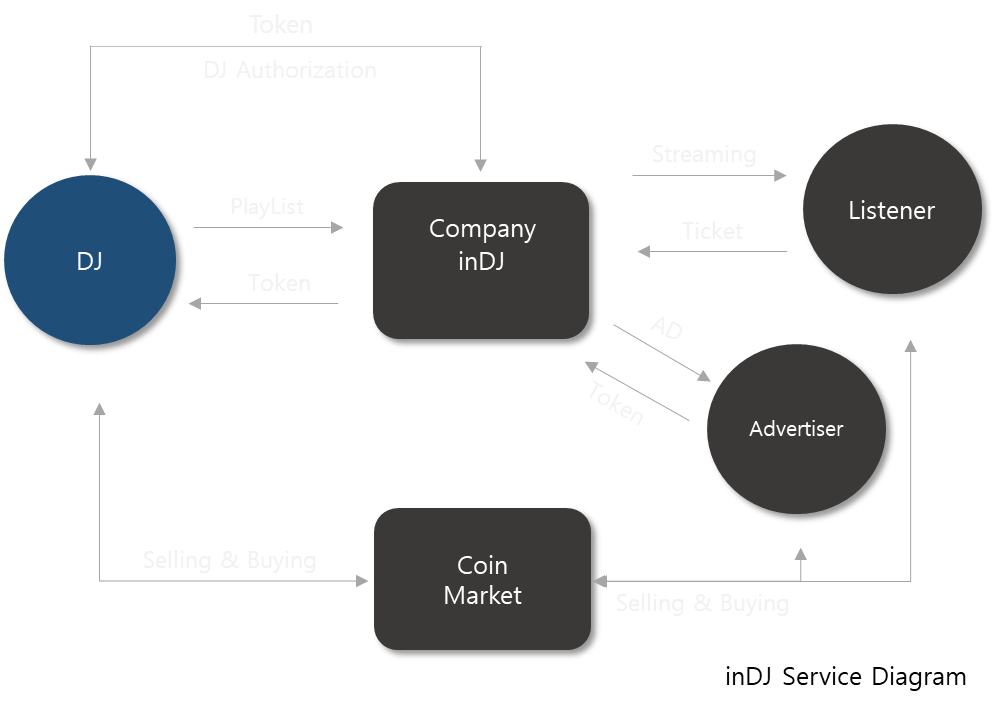 Token
DJ Authorization
Streaming
PlayList
Listener
Company
inDJ
Ticket
DJ
Token
AD
Token
Advertiser
Selling & Buying
Coin
Market
Selling & Buying
inDJ Service Diagram